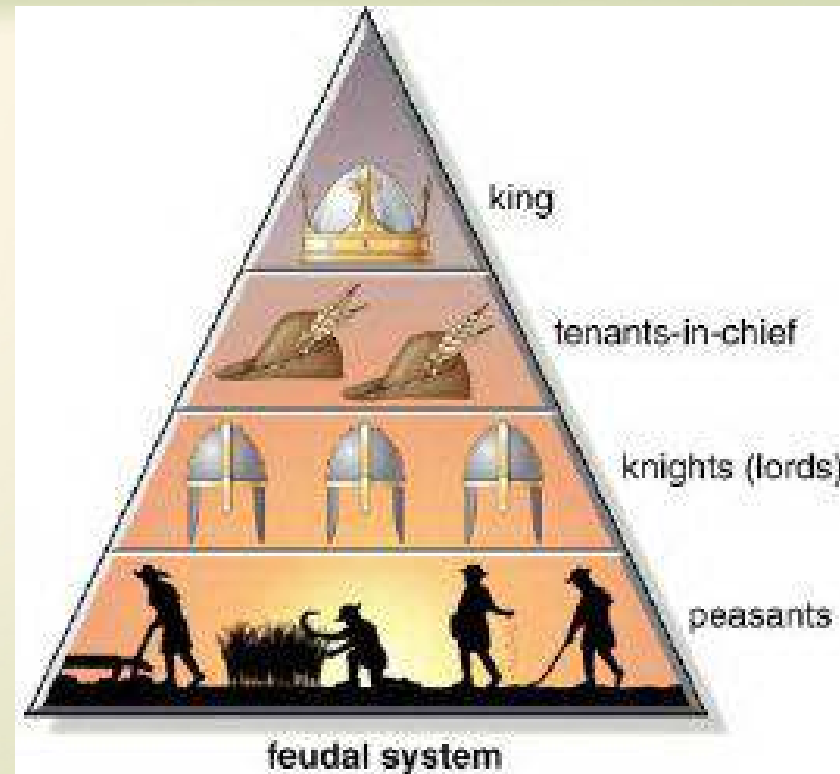 king
tenants-in-chief
knights (lords)
peasants
feudal system